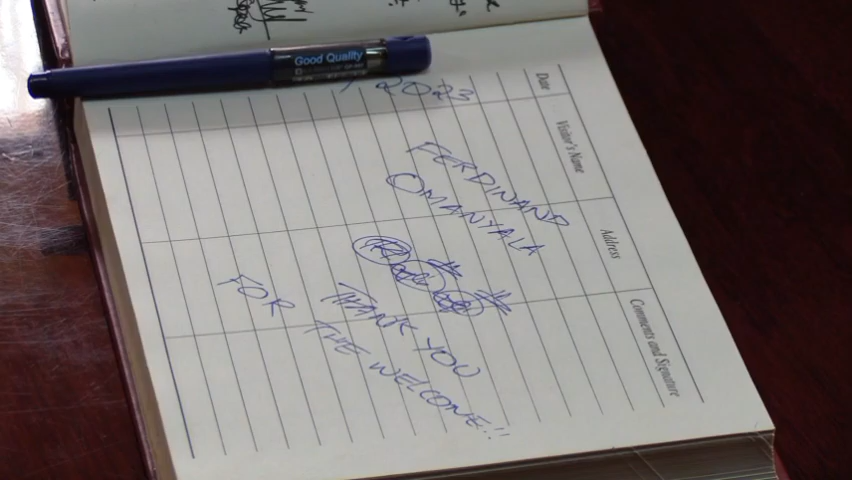 Good Quality
Date
Visitor's Name
Address
Comments and Signature
2023
FERDINAND
OMANYALA
THANK YOU
FOR THE WELCOME!!